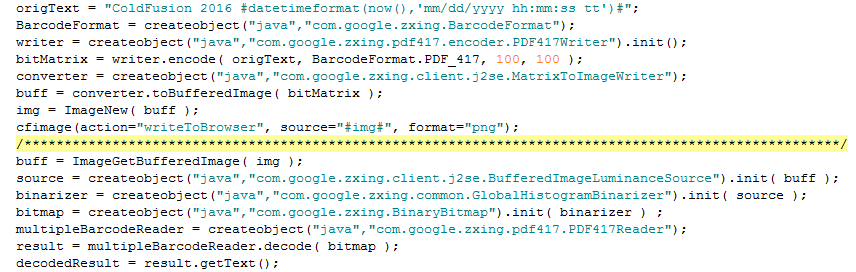 origText = "ColdFusion 2016 #datetimeformat(now(),'mm/dd/yyyy hh:mm:ss tt')#";
BarcodeFormat = createobject("java","com.google.zxing.BarcodeFormat");
writer = createobject("java","com.google.zxing.pdf417.encoder.PDF417Writer").init();
bitMatrix = writer.encode( origText, BarcodeFormat.PDF_417, 100, 100 );
converter = createobject("java","com.google.zxing.client.j2se.MatrixToImageWriter");
buff = converter.toBufferedImage( bitMatrix );
img = ImageNew( buff );
cfimage(action="writeToBrowser", source="#img#", format="png");
/******************************************************************************************************/
buff = ImageGetBufferedImage( img );
source = createobject("java","com.google.zxing.client.j2se.BufferedImageLuminanceSource").init( buff );
binarizer = createobject("java","com.google.zxing.common.GlobalHistogramBinarizer").init( source );
bitmap = createobject("java","com.google.zxing.BinaryBitmap").init( binarizer ) ;
multipleBarcodeReader = createobject("java","com.google.zxing.pdf417.PDF417Reader");
result = multipleBarcodeReader.decode( bitmap );
decodedResult = result.getText();